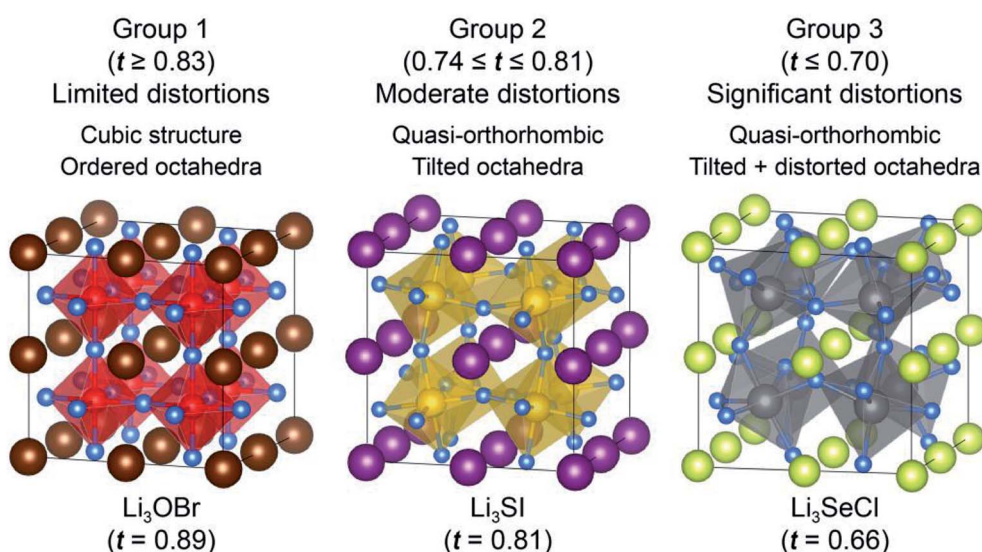 Group 1
(t ≥ 0.83)
Limited distortions
Cubic structure
Ordered octahedra
Li₃OBr
(t = 0.89)
Group 2
(0.74 ≤ t ≤ 0.81)
Moderate distortions
Quasi-orthorhombic
Tilted octahedra
Li₃SI
(t = 0.81)
Group 3
(t ≤ 0.70)
Significant distortions
Quasi-orthorhombic
Tilted + distorted octahedra
Li₃SeCl
(t = 0.66)